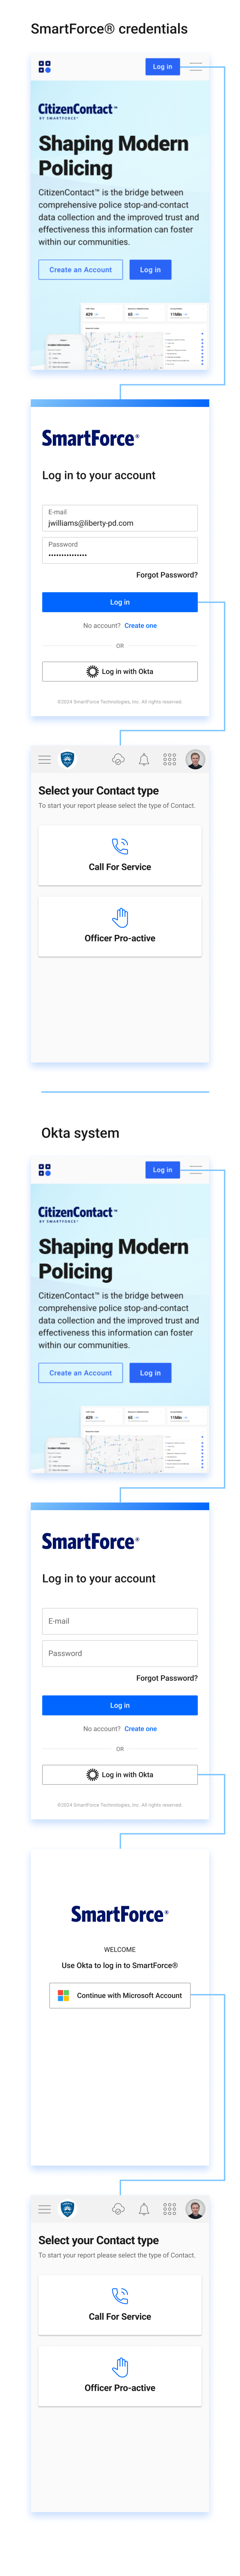 SmartForce® credentials
Log in
CitizenContact™
BY SMARTFORCE®
Shaping Modern
Policing
CitizenContact™ is the bridge between
comprehensive police stop-and-contact
data collection and the improved trust and
effectiveness this information can foster
within our communities.
Create an Account
Log in
SmartForce®
Log in to your account
E-mail
jwilliams@liberty-pd.com
Password
Forgot Password?
Log in
No account? Create one
OR
Log in with Okta
©2024 SmartForce Technologies, Inc. All rights reserved.
Select your Contact type
To start your report please select the type of Contact.
Call For Service
Officer Pro-active
Okta system
Log in
CitizenContact™
BY SMARTFORCE®
Shaping Modern
Policing
CitizenContact™ is the bridge between
comprehensive police stop-and-contact
data collection and the improved trust and
effectiveness this information can foster
within our communities.
Create an Account
Log in
SmartForce®
Log in to your account
E-mail
Password
Forgot Password?
Log in
No account? Create one
OR
Log in with Okta
©2024 SmartForce Technologies, Inc. All rights reserved.
SmartForce®
WELCOME
Use Okta to log in to SmartForce®
Continue with Microsoft Account
Select your Contact type
To start your report please select the type of Contact.
Call For Service
Officer Pro-active